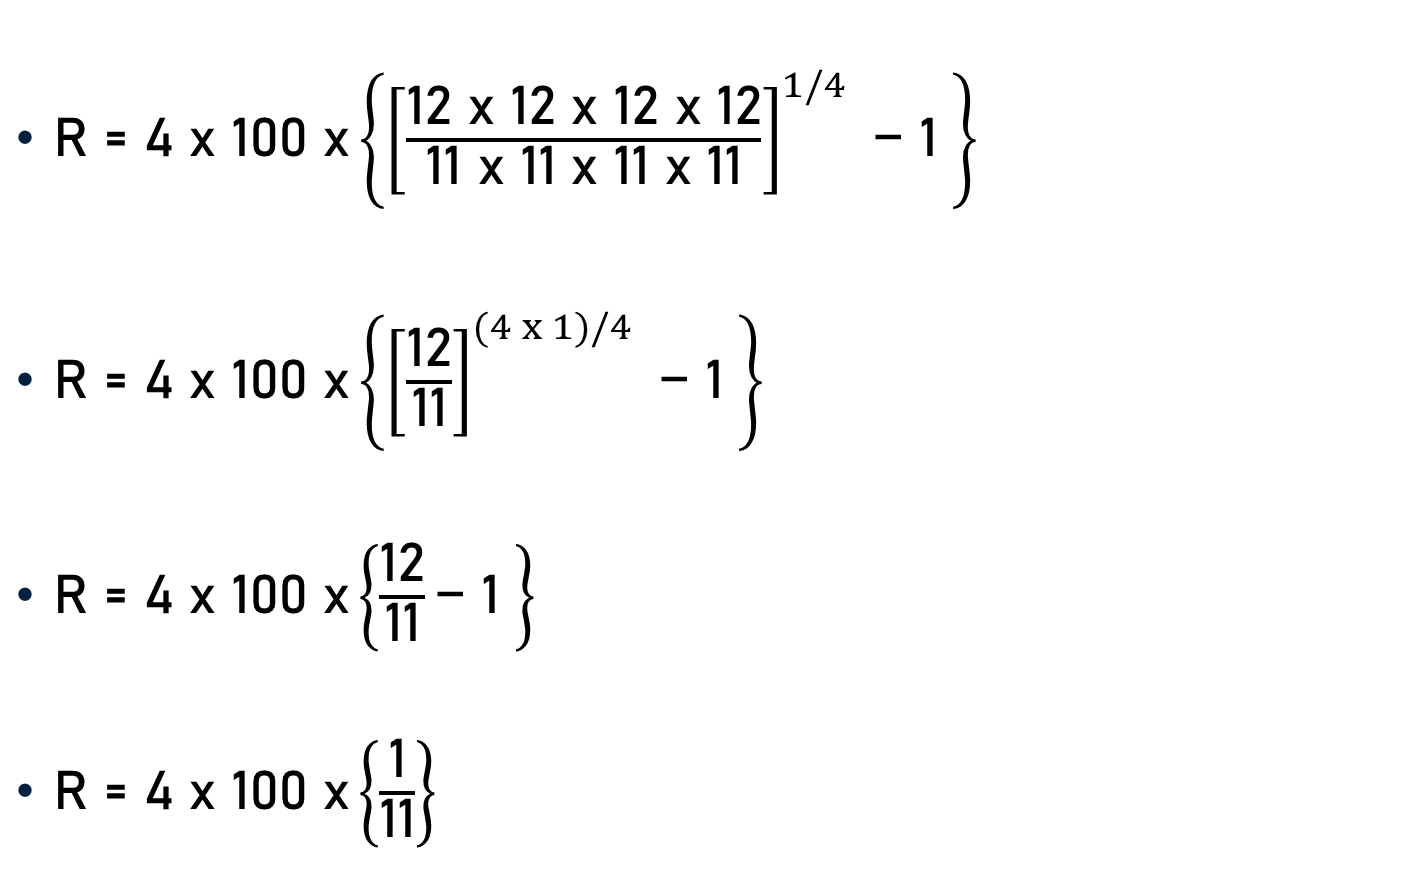 • R = 4 x 100 x {[(12 x 12 x 12 x 12)/(11 x 11 x 11 x 11)]^(1/4) − 1}
• R = 4 x 100 x {[12/11]^((4 x 1)/4) − 1}
• R = 4 x 100 x {12/11 − 1}
• R = 4 x 100 x {1/11}